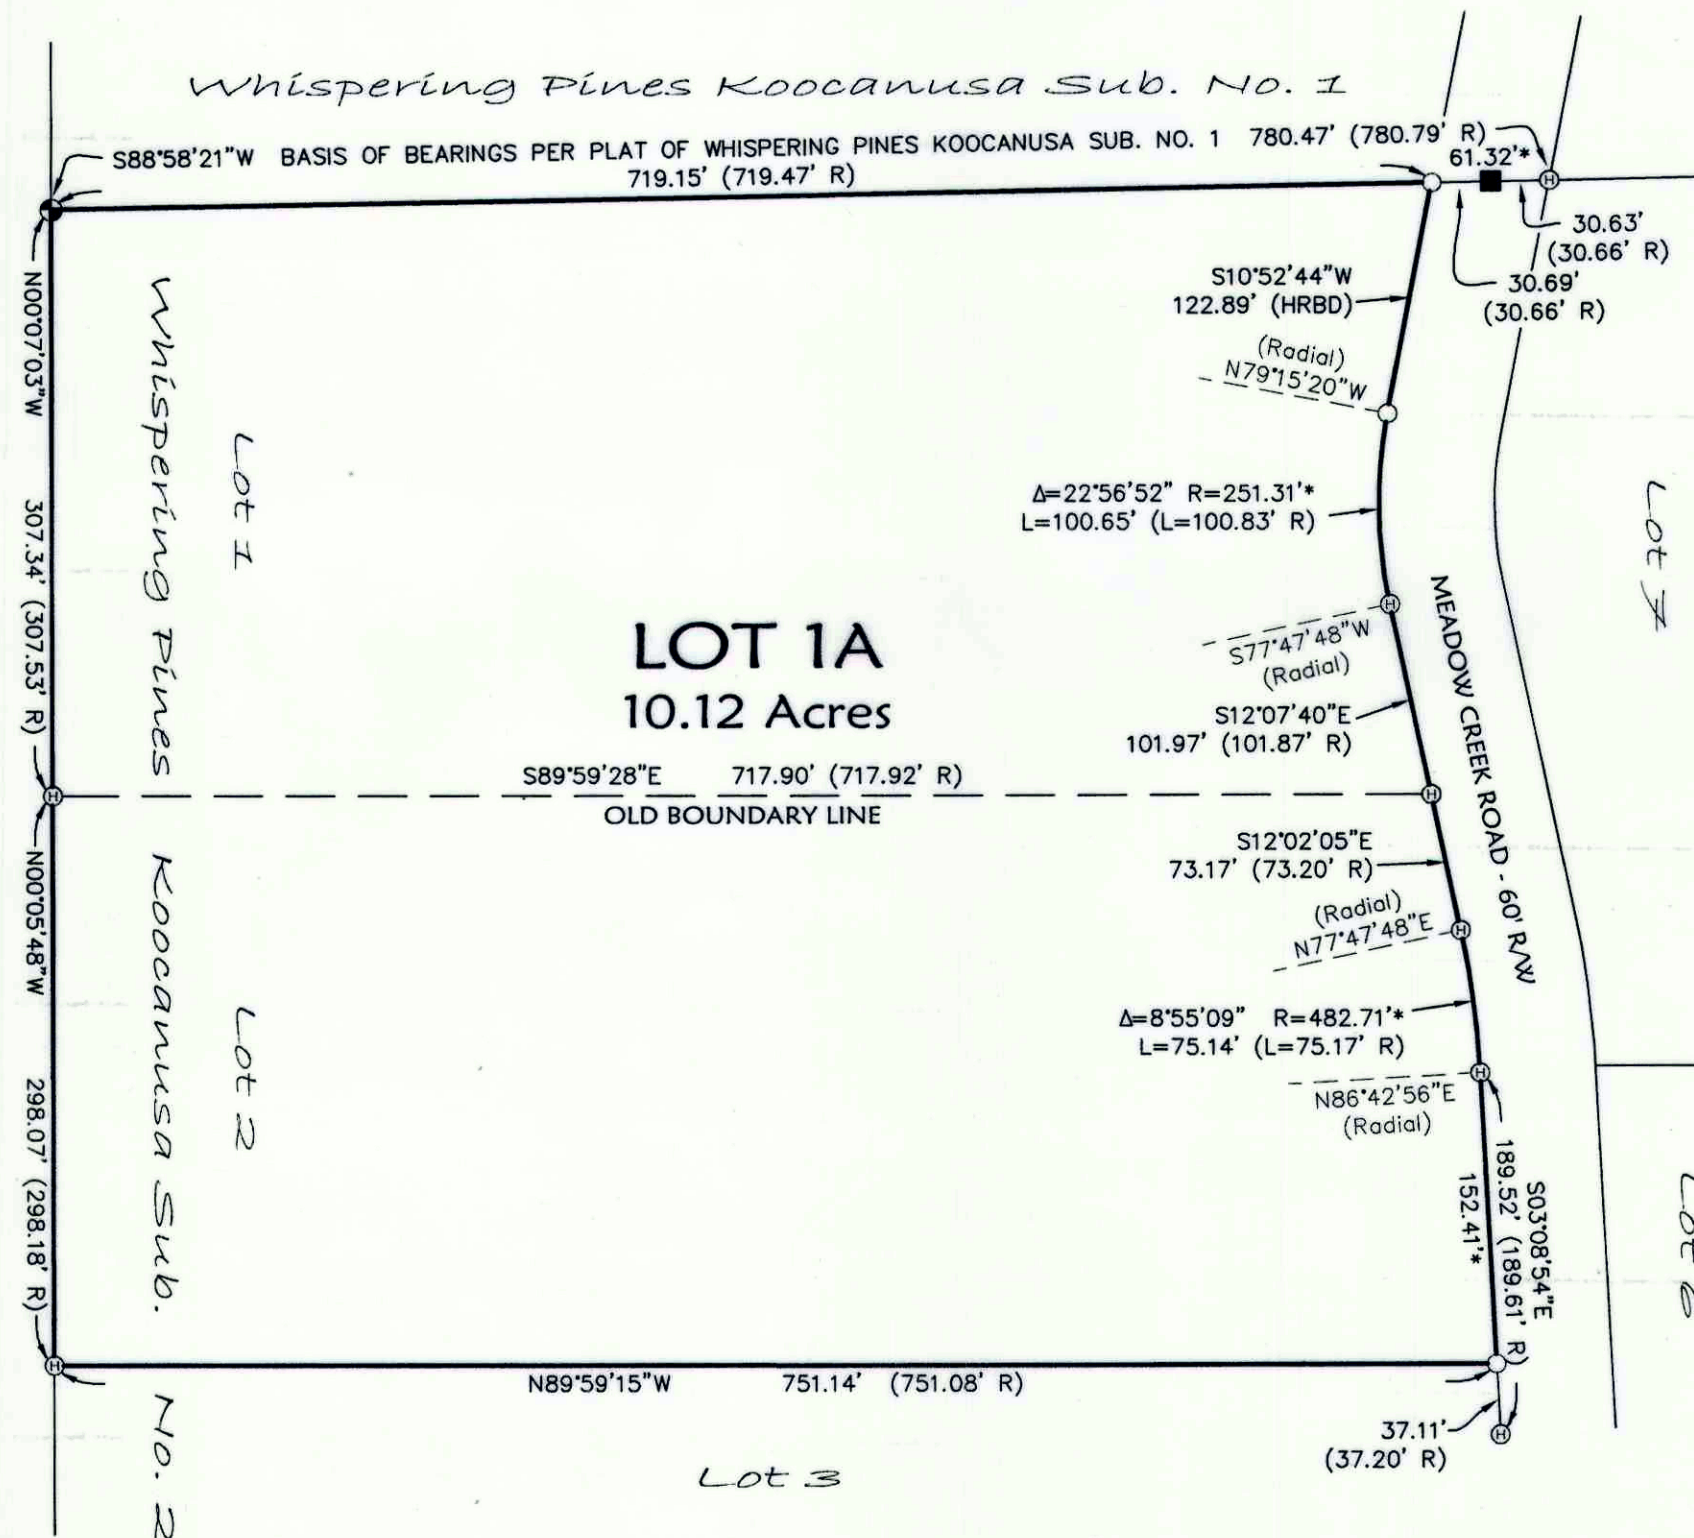 Whispering Pines Koocanusa Sub. No. 1
S88°58'21"W BASIS OF BEARINGS PER PLAT OF WHISPERING PINES KOOCANUSA SUB. NO. 1 780.47' (780.79' R)
61.32'*
719.15' (719.47' R)
30.63'
(30.66' R)
30.69'
(30.66' R)
S10°52'44"W
122.89' (HRBD)
(Radial)
N79°15'20"W
N00°07'03"W 307.34' (307.53' R)
Whispering Pines Koocanusa Sub. No. 2
Lot 1
Δ=22°56'52" R=251.31'*
L=100.65' (L=100.83' R)
Lot 7
MEADOW CREEK ROAD - 60' R/W
LOT 1A
10.12 Acres
S77°47'48"W
(Radial)
S12°07'40"E
101.97' (101.87' R)
S89°59'28"E 717.90' (717.92' R)
OLD BOUNDARY LINE
S12°02'05"E
73.17' (73.20' R)
(Radial)
N77°47'48"E
N00°05'48"W 298.07' (298.18' R)
Lot 2
Δ=8°55'09" R=482.71'*
L=75.14' (L=75.17' R)
N86°42'56"E
(Radial)
S03°08'54"E
189.52' (189.61' R)
152.41'*
Lot 6
N89°59'15"W 751.14' (751.08' R)
37.11'
(37.20' R)
Lot 3
H
H
H
H
H
H
H